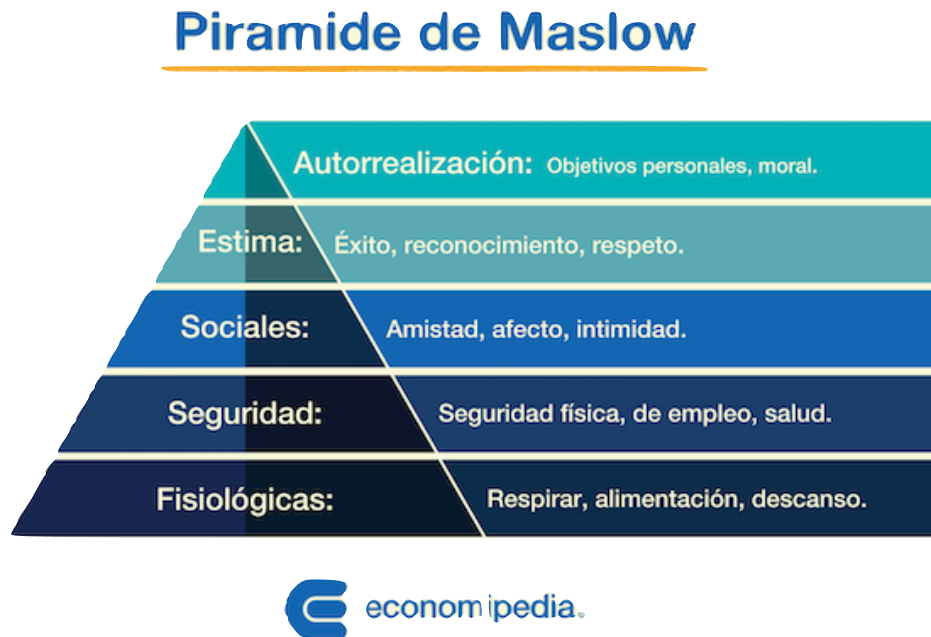 Piramide de Maslow
Autorrealización: Objetivos personales, moral.
Estima: Éxito, reconocimiento, respeto.
Sociales: Amistad, afecto, intimidad.
Seguridad: Seguridad física, de empleo, salud.
Fisiológicas: Respirar, alimentación, descanso.
economipedia.